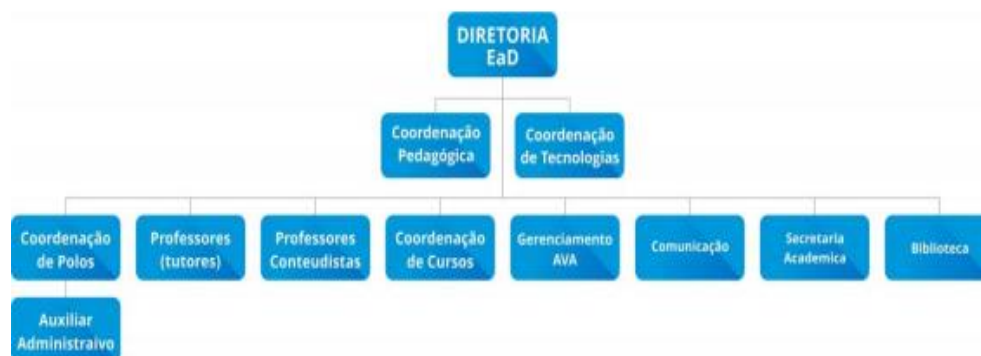 DIRETORIA
EaD
Coordenação
Pedagógica
Coordenação
de Tecnologias
Coordenação
de Polos
Professores
(tutores)
Professores
Conteudistas
Coordenação
de Cursos
Gerenciamento
AVA
Comunicação
Secretaria
Academica
Biblioteca
Auxiliar
Administraivo